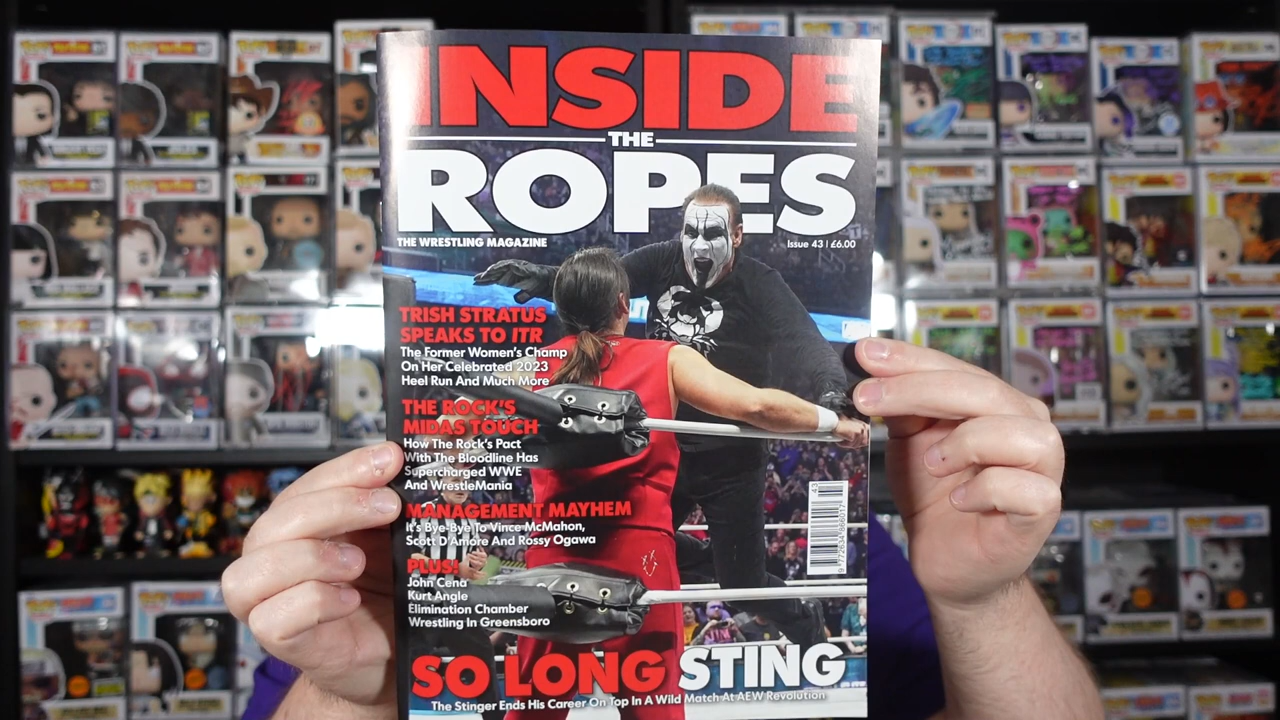 INSIDE
THE
ROPES
THE WRESTLING MAGAZINE
Issue 43 | £6.00
TRISH STRATUS
SPEAKS TO ITR
The Former Women's Champ
On Her Celebrated 2023
Heel Run And Much More
THE ROCK'S
MIDAS TOUCH
How The Rock's Pact
With The Bloodline Has
Supercharged WWE
And WrestleMania
MANAGEMENT MAYHEM
It's Bye-Bye To Vince McMahon,
Scott D'Amore And Rossy Ogawa
PLUS!
John Cena
Kurt Angle
Elimination Chamber
Wrestling In Greensboro
43
SO LONG STING
The Stinger Ends His Career On Top In A Wild Match At AEW Revolution